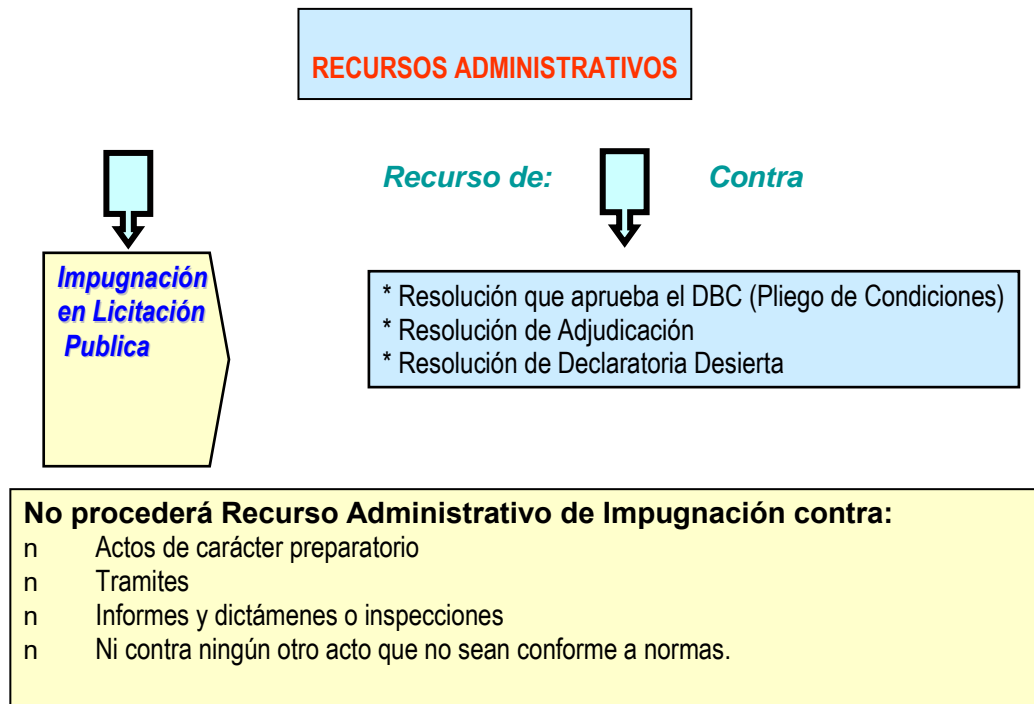 RECURSOS ADMINISTRATIVOS
Recurso de: Contra
Impugnación
en Licitación
Publica
* Resolución que aprueba el DBC (Pliego de Condiciones)
* Resolución de Adjudicación
* Resolución de Declaratoria Desierta
No procederá Recurso Administrativo de Impugnación contra:
n Actos de carácter preparatorio
n Tramites
n Informes y dictámenes o inspecciones
n Ni contra ningún otro acto que no sean conforme a normas.